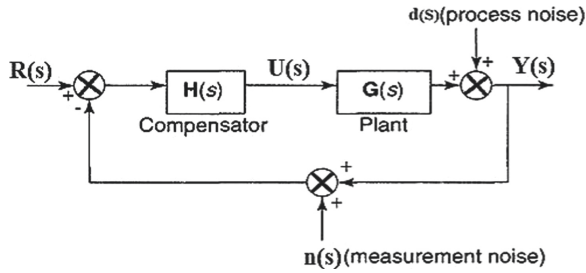 d(S)(process noise)
R(s)
+
-
H(s)
Compensator
U(s)
G(s)
Plant
+
+
Y(s)
+
+
n(s)(measurement noise)